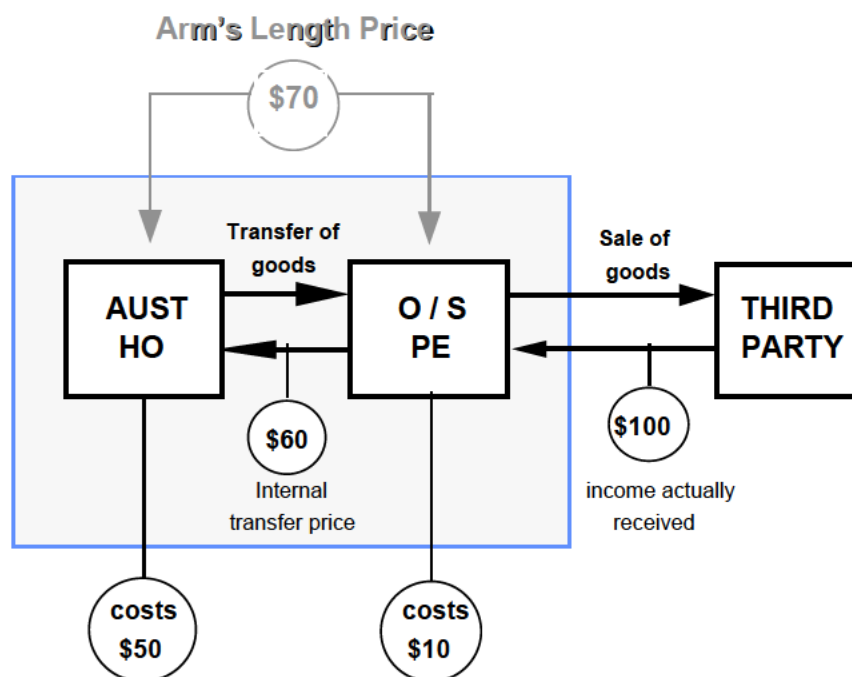 Arm's Length Price
$70
Transfer of
goods
Sale of
goods
AUST
HO
O / S
PE
THIRD
PARTY
$60
$100
Internal
transfer price
income actually
received
costs
$50
costs
$10